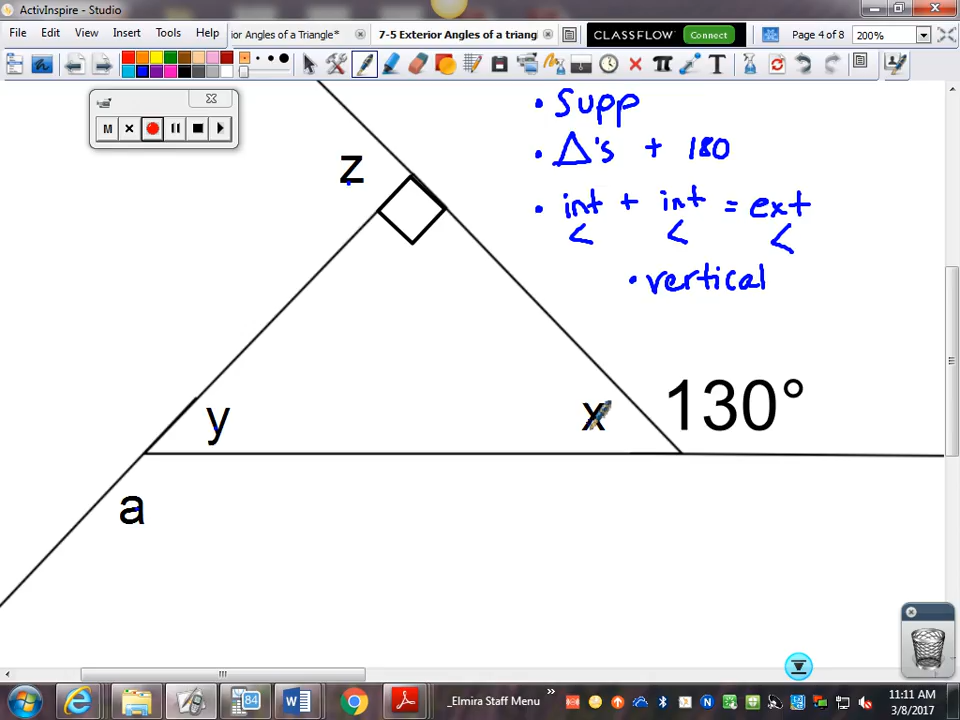 ActivInspire - Studio
File Edit View Insert Tools Help
ior Angles of a Triangle*
7-5 Exterior Angles of a triang
CLASSFLOW Connect
Page 4 of 8
200%
M
• Supp
• △'s + 180
• int + int = ext
< < <
• vertical
z
y
x
130°
a
84
_Elmira Staff Menu
»
11:11 AM
3/8/2017